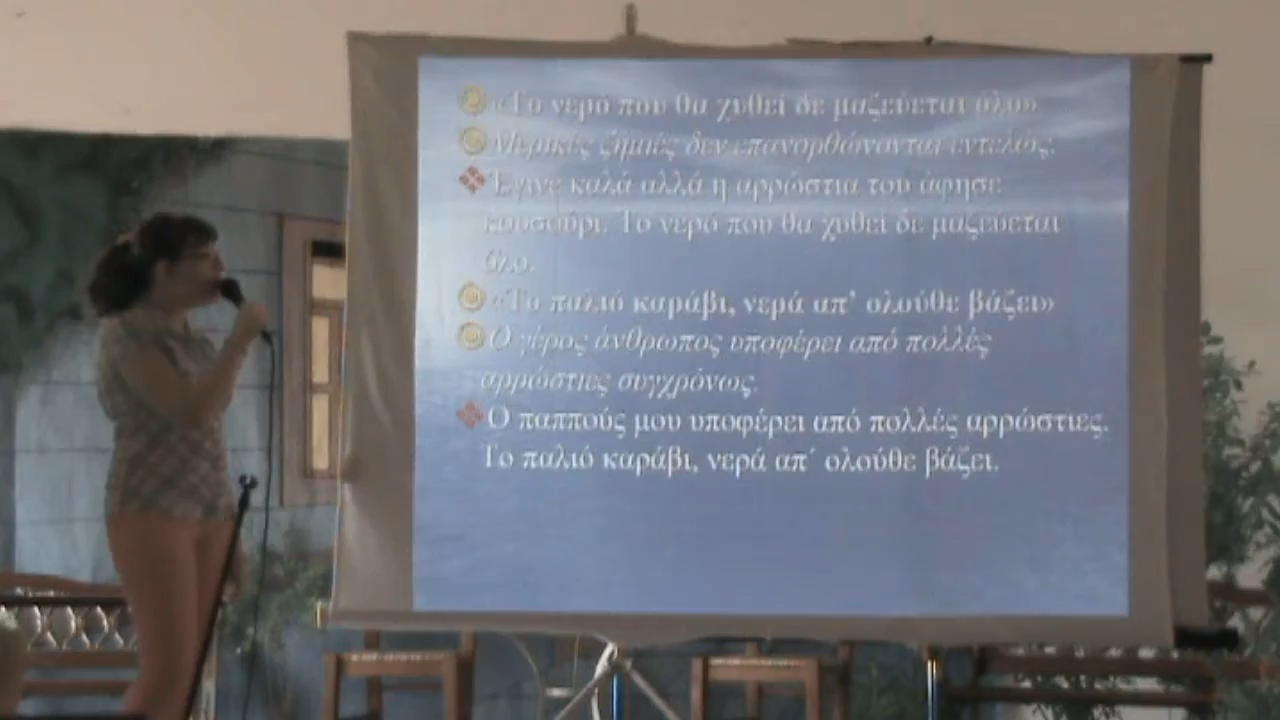 «Το νερό που θα χυθεί δε μαζεύεται όλο»
Μερικές ζημιές δεν επανορθώνονται εντελώς.
Έγινε καλά αλλά η αρρώστια του άφησε
κουσούρι. Το νερό που θα χυθεί δε μαζεύεται
όλο.
«Το παλιό καράβι, νερά απ' ολούθε βάζει»
Ο γέρος άνθρωπος υποφέρει από πολλές
αρρώστιες συγχρόνως.
Ο παππούς μου υποφέρει από πολλές αρρώστιες.
Το παλιό καράβι, νερά απ΄ ολούθε βάζει.